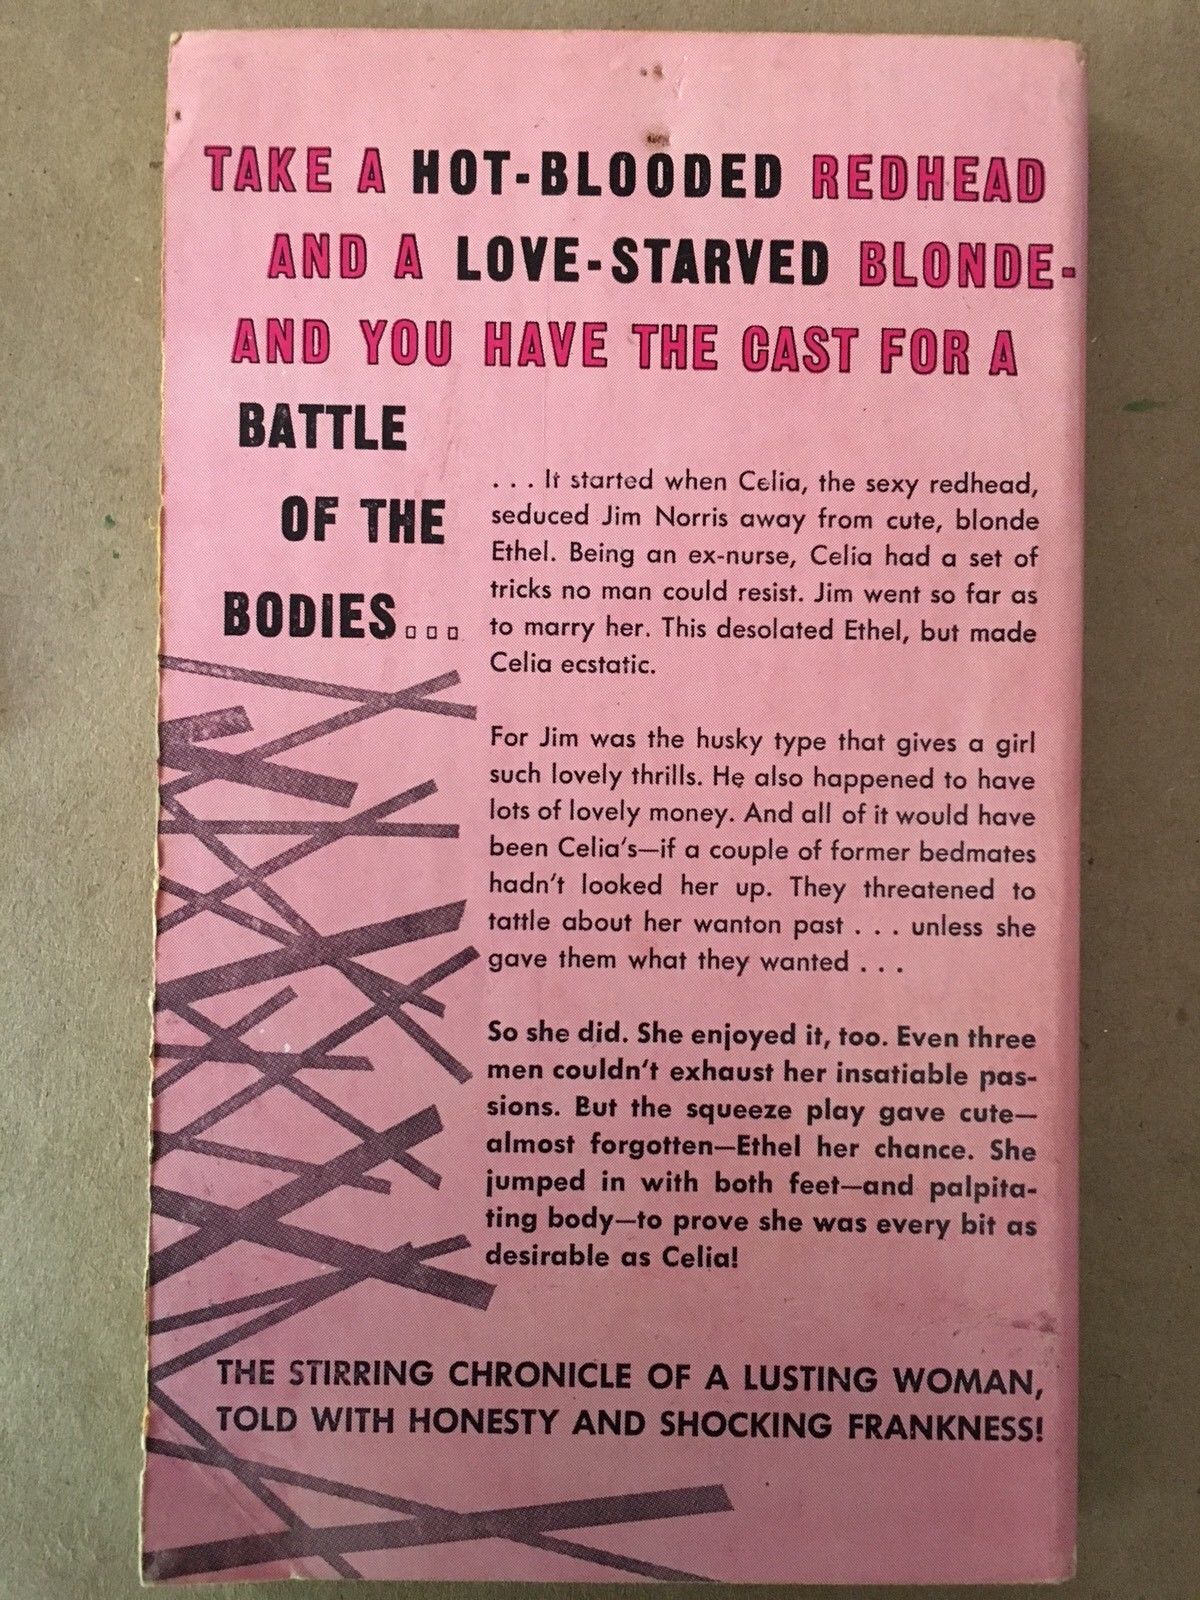 TAKE A HOT-BLOODED REDHEAD
AND A LOVE-STARVED BLONDE-
AND YOU HAVE THE CAST FOR A
BATTLE
OF THE
BODIES...
. . . It started when Celia, the sexy redhead,
seduced Jim Norris away from cute, blonde
Ethel. Being an ex-nurse, Celia had a set of
tricks no man could resist. Jim went so far as
to marry her. This desolated Ethel, but made
Celia ecstatic.
For Jim was the husky type that gives a girl
such lovely thrills. He also happened to have
lots of lovely money. And all of it would have
been Celia's—if a couple of former bedmates
hadn't looked her up. They threatened to
tattle about her wanton past . . . unless she
gave them what they wanted . . .
So she did. She enjoyed it, too. Even three
men couldn't exhaust her insatiable pas-
sions. But the squeeze play gave cute—
almost forgotten—Ethel her chance. She
jumped in with both feet—and palpita-
ting body—to prove she was every bit as
desirable as Celia!
THE STIRRING CHRONICLE OF A LUSTING WOMAN,
TOLD WITH HONESTY AND SHOCKING FRANKNESS!